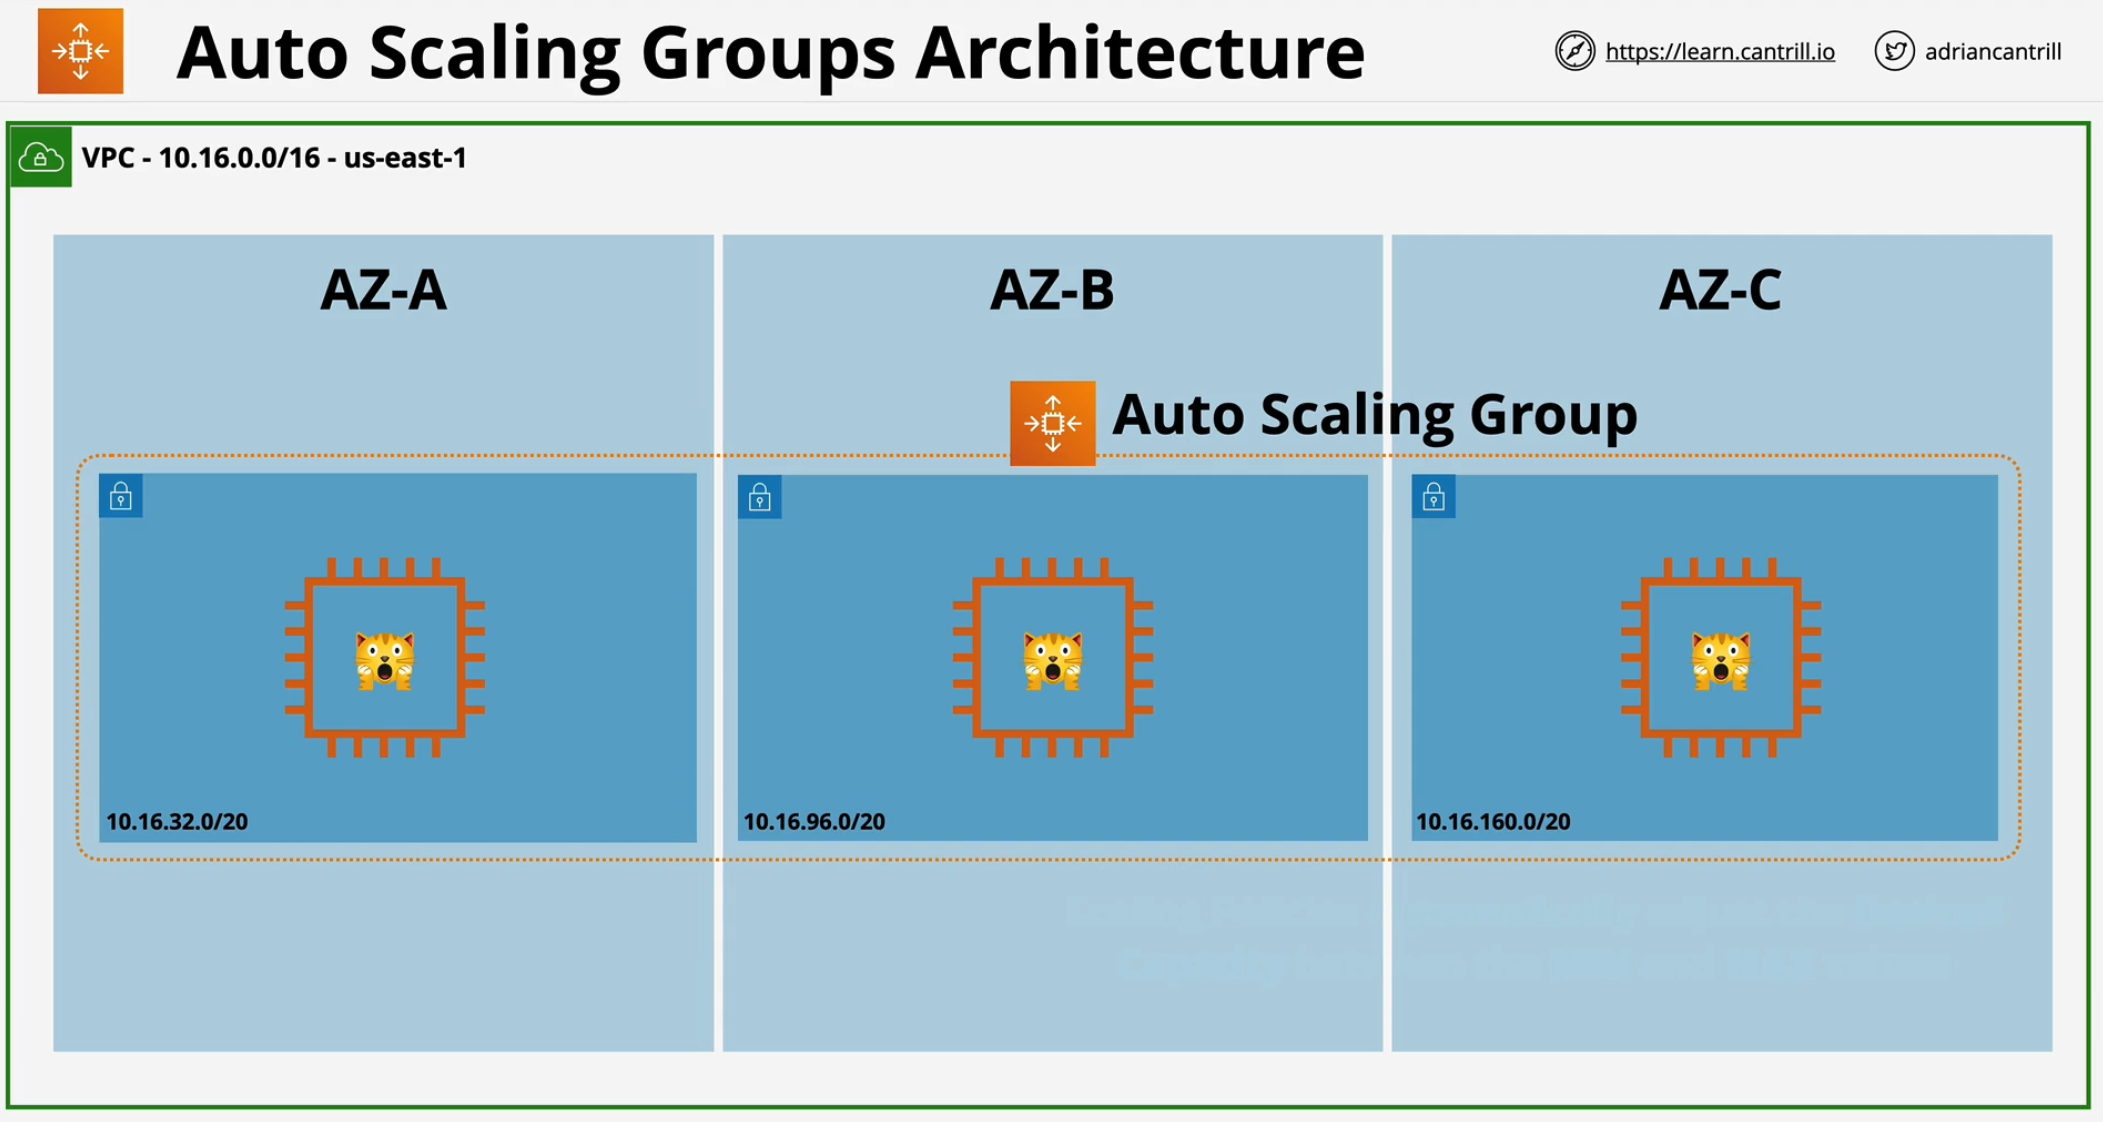 Auto Scaling Groups Architecture
https://learn.cantrill.io
adriancantrill
VPC - 10.16.0.0/16 - us-east-1
AZ-A
AZ-B
AZ-C
Auto Scaling Group
10.16.32.0/20
10.16.96.0/20
10.16.160.0/20